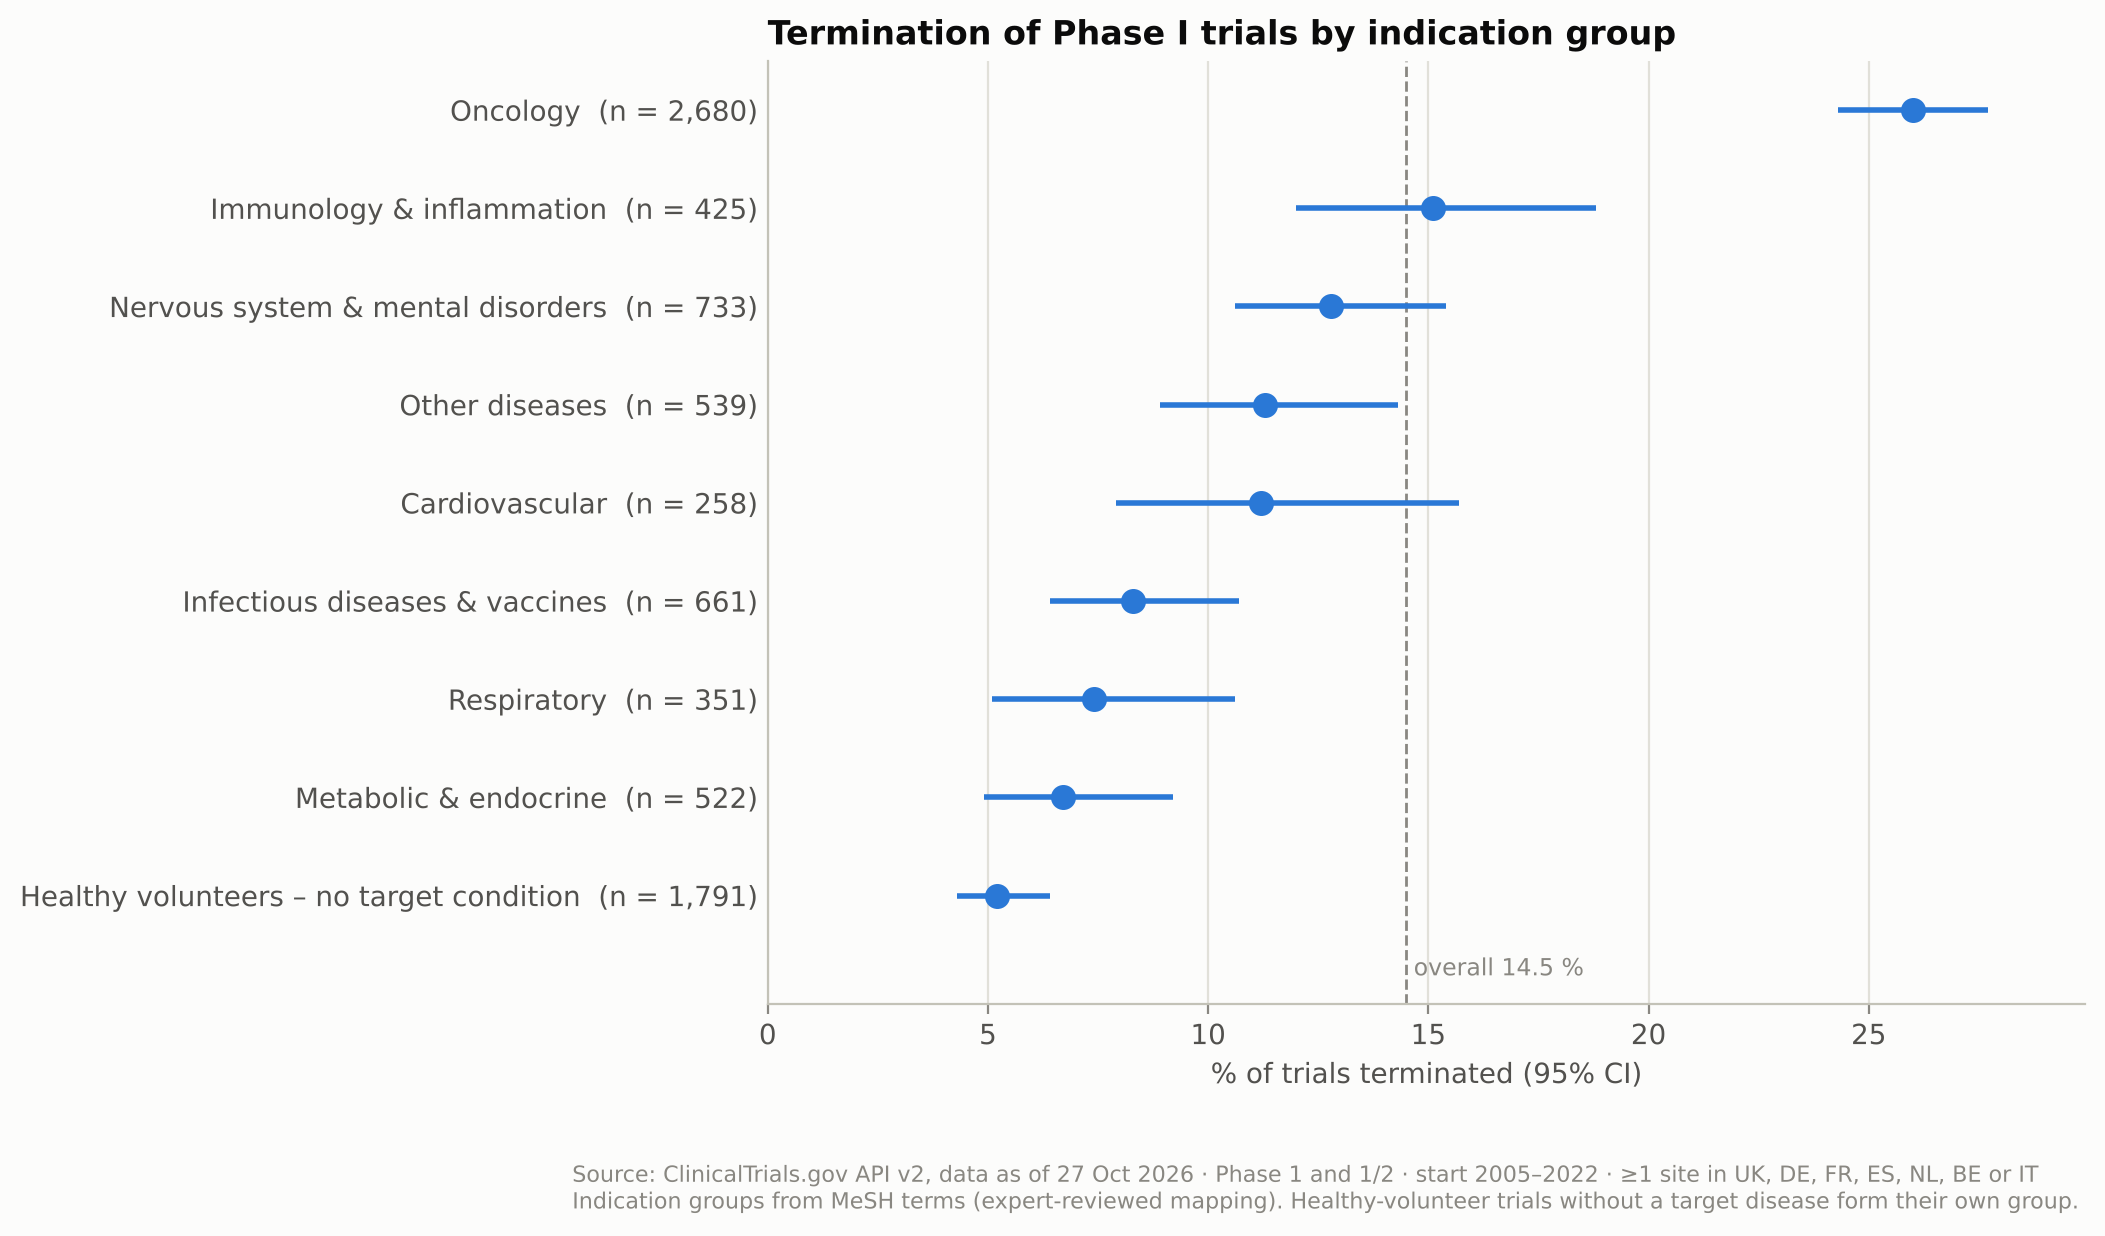 Termination of Phase I trials by indication group
Oncology  (n = 2,680)
Immunology & inflammation  (n = 425)
Nervous system & mental disorders  (n = 733)
Other diseases  (n = 539)
Cardiovascular  (n = 258)
Infectious diseases & vaccines  (n = 661)
Respiratory  (n = 351)
Metabolic & endocrine  (n = 522)
Healthy volunteers – no target condition  (n = 1,791)
overall 14.5 %
0 5 10 15 20 25
% of trials terminated (95% CI)
Source: ClinicalTrials.gov API v2, data as of 27 Oct 2026 · Phase 1 and 1/2 · start 2005–2022 · ≥1 site in UK, DE, FR, ES, NL, BE or IT
Indication groups from MeSH terms (expert-reviewed mapping). Healthy-volunteer trials without a target disease form their own group.